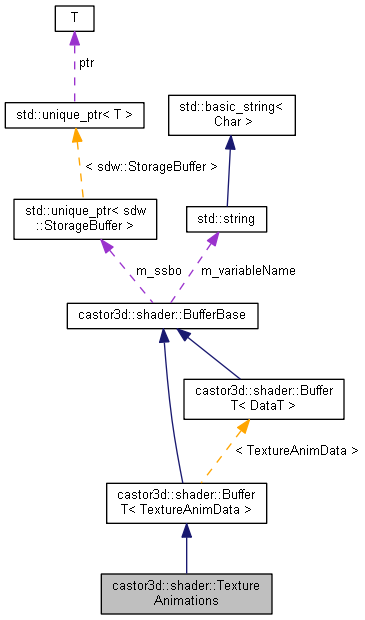 T
ptr
std::unique_ptr< T >
std::basic_string<
Char >
< sdw::StorageBuffer >
std::unique_ptr< sdw
::StorageBuffer >
std::string
m_ssbo
m_variableName
castor3d::shader::BufferBase
castor3d::shader::Buffer
T< DataT >
< TextureAnimData >
castor3d::shader::Buffer
T< TextureAnimData >
castor3d::shader::Texture
Animations